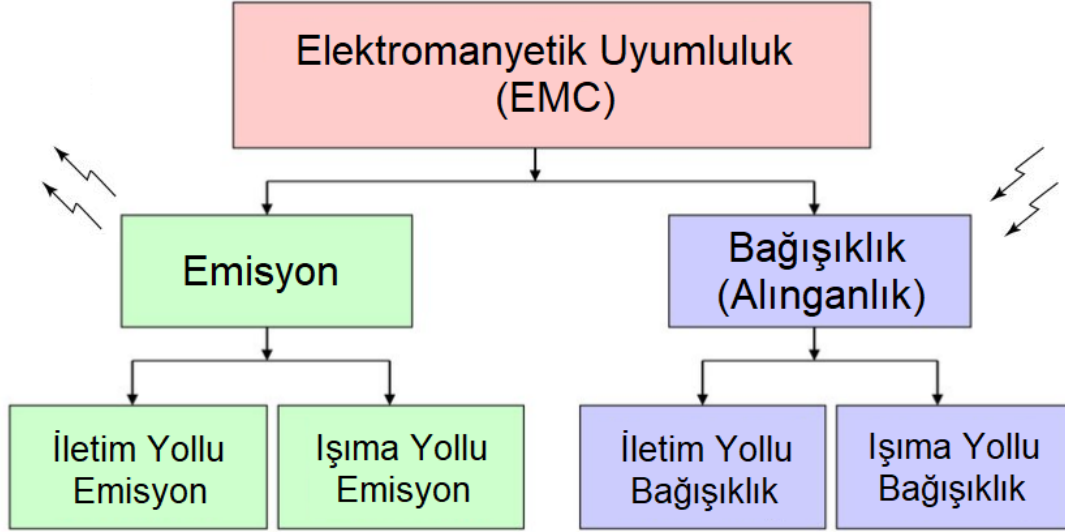 Elektromanyetik Uyumluluk
(EMC)
Emisyon
Bağışıklık
(Alınganlık)
İletim Yollu
Emisyon
Işıma Yollu
Emisyon
İletim Yollu
Bağışıklık
Işıma Yollu
Bağışıklık